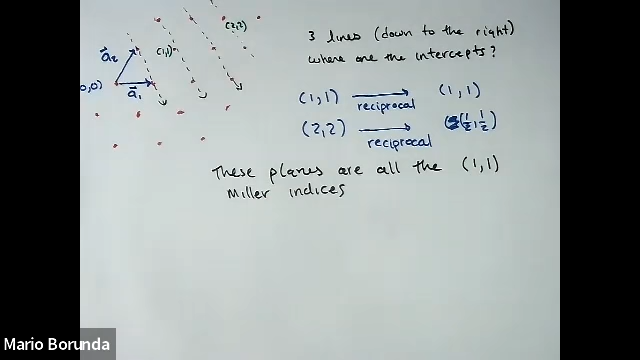 (2,2)
(1,1)
0,0)
a₂
a₁
3 lines (down to the right)
where are the intercepts?
(1,1) reciprocal (1,1)
(2,2) reciprocal (½,½)
These planes are all the (1,1)
Miller indices
Mario Borunda